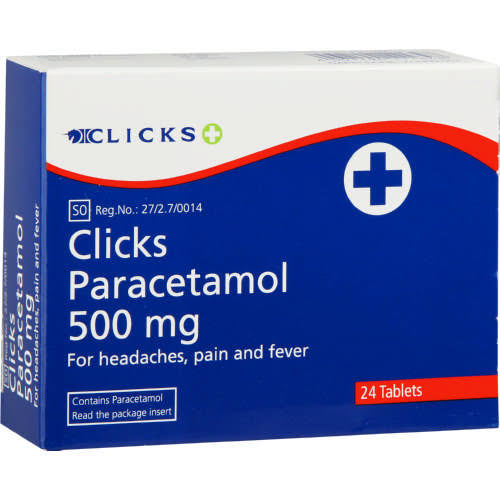 CLICKS
S0 Reg.No.: 27/2.7/0014
Clicks
Paracetamol
500 mg
For headaches, pain and fever
Contains Paracetamol
Read the package insert
24 Tablets
Clicks
Paracetamol
500 mg
For headaches, pain and fever